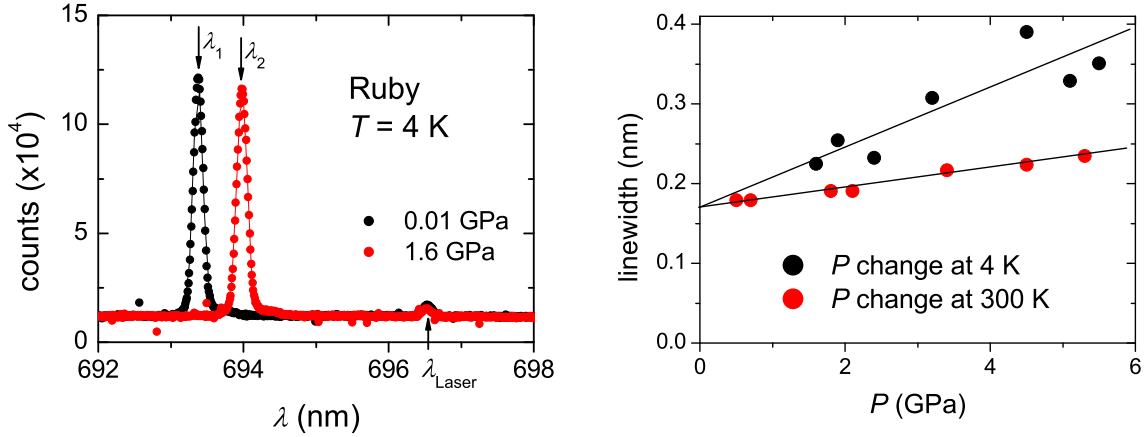 15
10
5
0
counts (x10⁴)
λ₁
λ₂
Ruby
T = 4 K
0.01 GPa
1.6 GPa
λLaser
692
694
696
698
λ (nm)
0.4
0.3
0.2
0.1
0.0
linewidth (nm)
P change at 4 K
P change at 300 K
0
2
4
6
P (GPa)